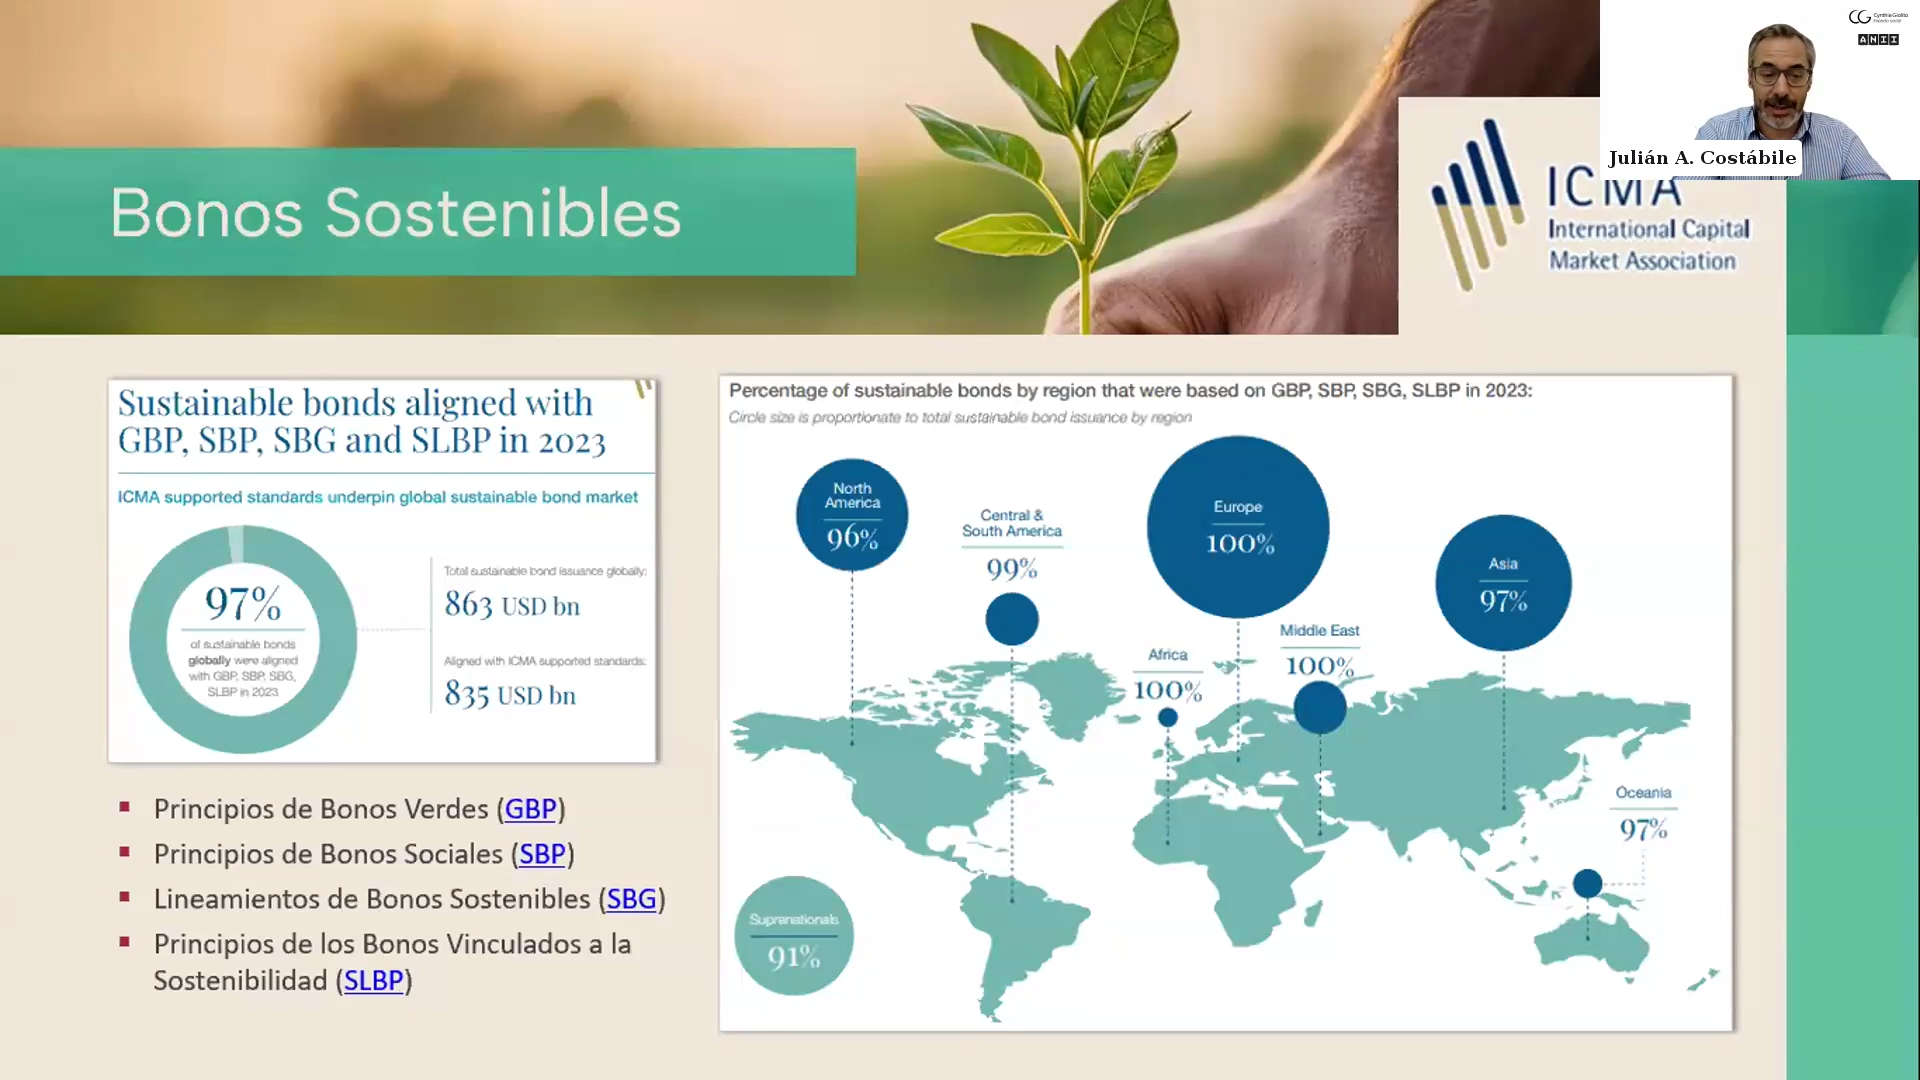 Bonos Sostenibles
ICMA
International Capital
Market Association
Julián A. Costábile
CG Cynthia Giolito
impacto social
ANII
Sustainable bonds aligned with
GBP, SBP, SBG and SLBP in 2023
ICMA supported standards underpin global sustainable bond market
97%
of sustainable bonds
globally were aligned
with GBP, SBP, SBG,
SLBP in 2023
Total sustainable bond issuance globally:
863 USD bn
Aligned with ICMA supported standards:
835 USD bn
▪ Principios de Bonos Verdes (GBP)
▪ Principios de Bonos Sociales (SBP)
▪ Lineamientos de Bonos Sostenibles (SBG)
▪ Principios de los Bonos Vinculados a la
Sostenibilidad (SLBP)
Percentage of sustainable bonds by region that were based on GBP, SBP, SBG, SLBP in 2023:
Circle size is proportionate to total sustainable bond issuance by region
North
America
96%
Central &
South America
99%
Europe
100%
Asia
97%
Middle East
100%
Africa
100%
Oceania
97%
Supranationals
91%